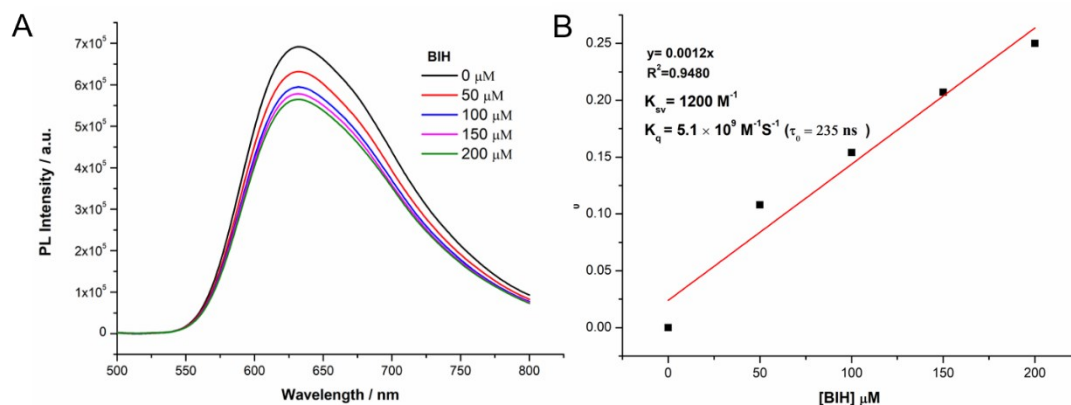 A
PL Intensity / a.u.
7x10⁵
6x10⁵
5x10⁵
4x10⁵
3x10⁵
2x10⁵
1x10⁵
0
BIH
0 μM
50 μM
100 μM
150 μM
200 μM
500 550 600 650 700 750 800
Wavelength / nm
B
y= 0.0012x
R²=0.9480
Kₛᵥ = 1200 M⁻¹
K_q = 5.1 × 10⁹ M⁻¹S⁻¹ (τ₀ = 235 ns )
0.25
0.20
0.15
0.10
0.05
0.00
0
0 50 100 150 200
[BIH] μM